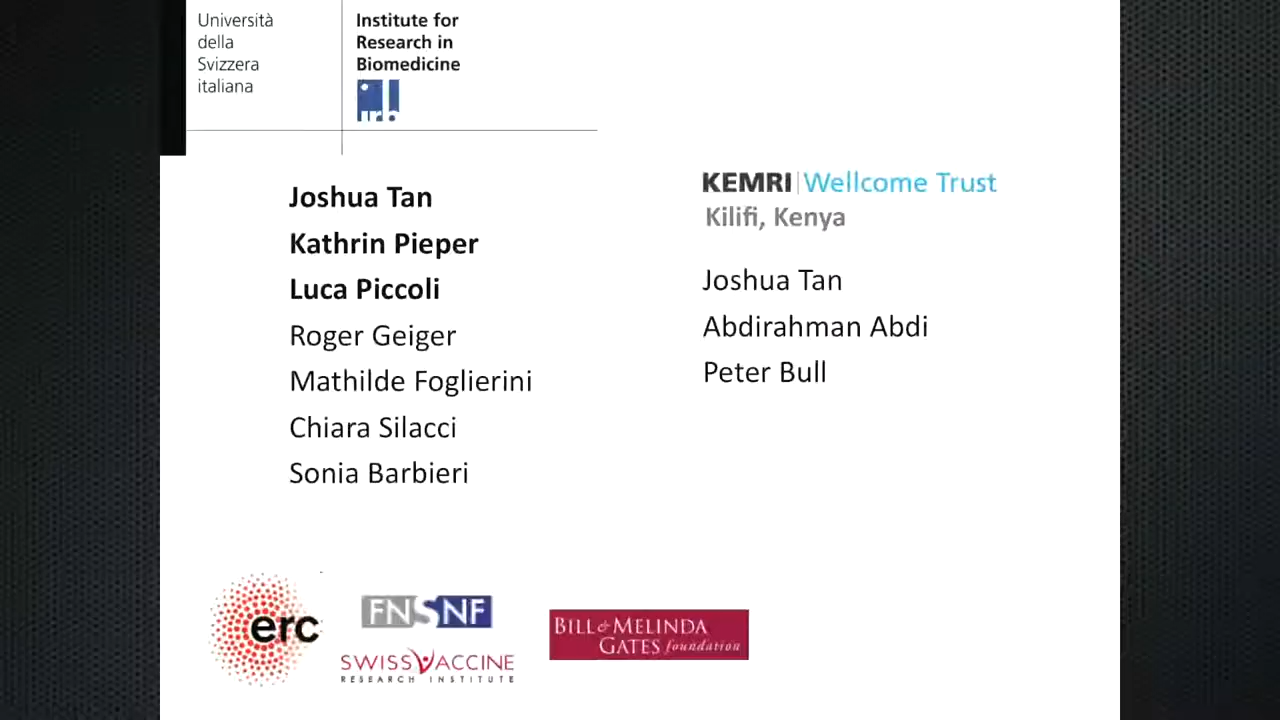 Università
della
Svizzera
italiana
Institute for
Research in
Biomedicine
irb
Joshua Tan
Kathrin Pieper
Luca Piccoli
Roger Geiger
Mathilde Foglierini
Chiara Silacci
Sonia Barbieri
KEMRI Wellcome Trust
Kilifi, Kenya
Joshua Tan
Abdirahman Abdi
Peter Bull
erc
FNSNF
SWISSVACCINE
RESEARCH INSTITUTE
BILL & MELINDA
GATES foundation